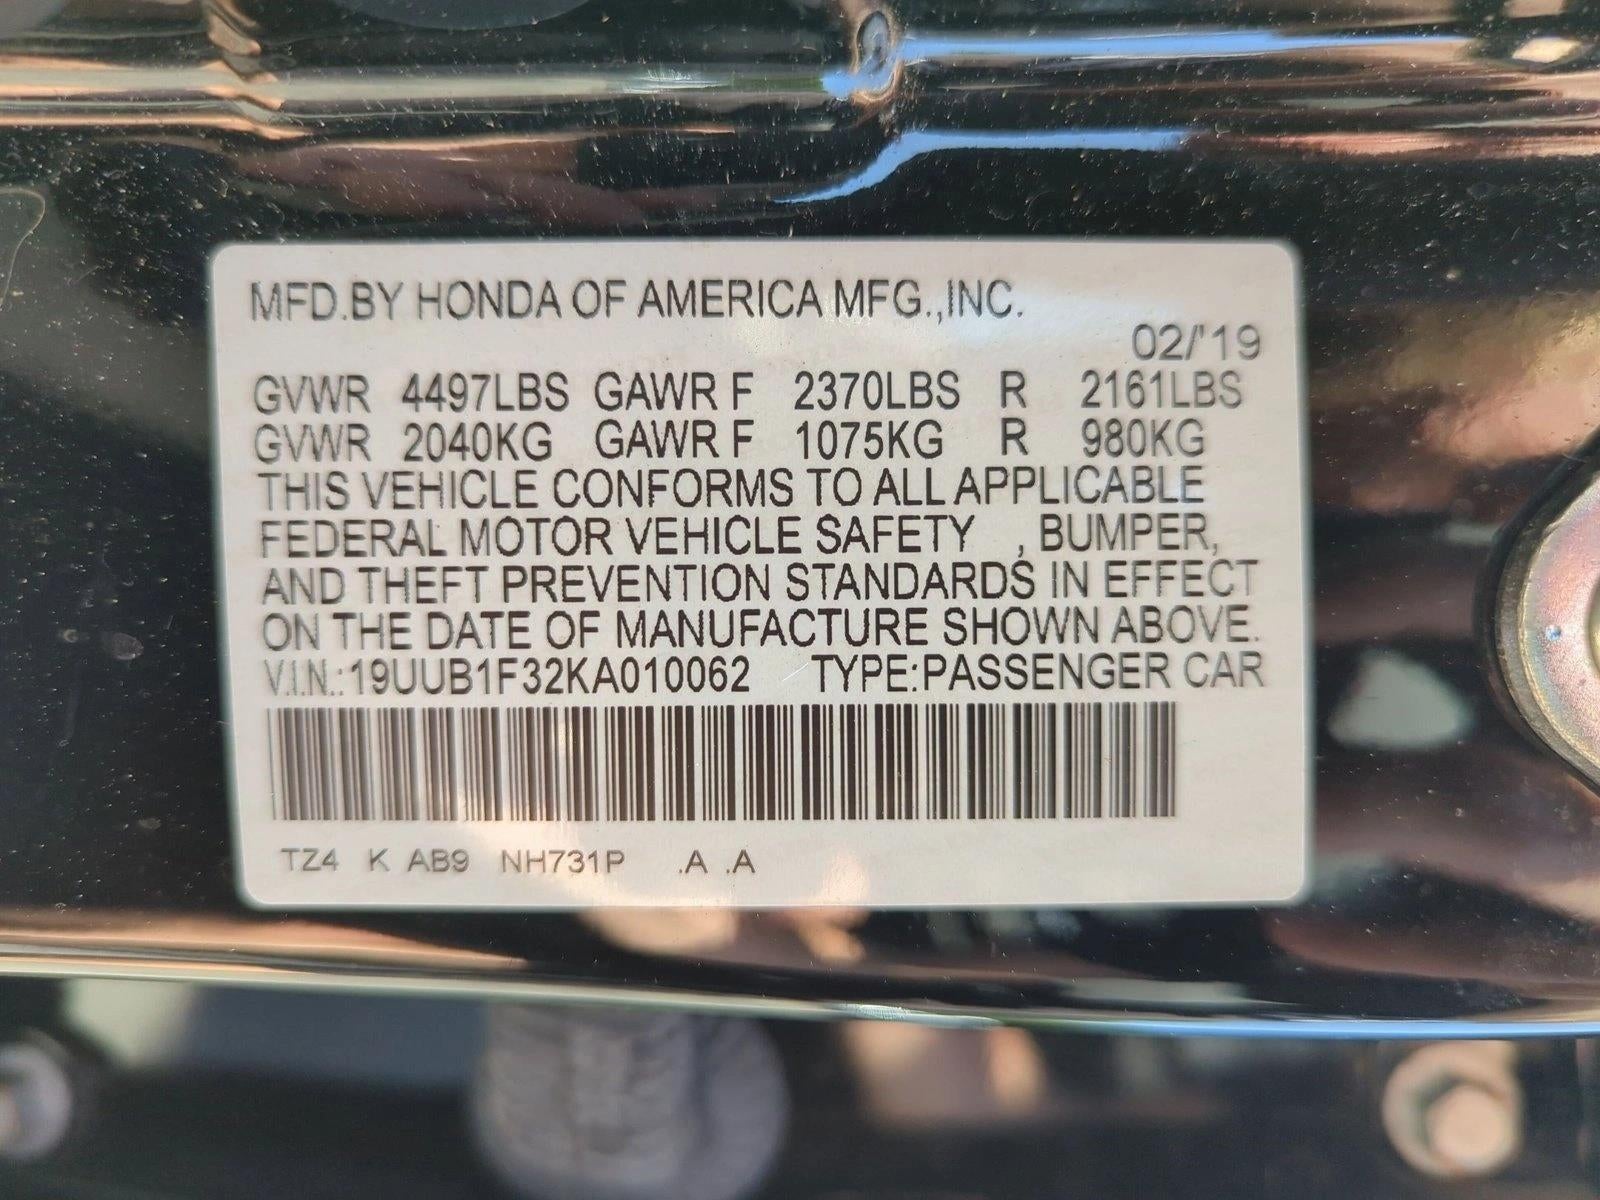 MFD.BY HONDA OF AMERICA MFG.,INC.
02/'19
GVWR 4497LBS GAWR F 2370LBS R 2161LBS
GVWR 2040KG GAWR F 1075KG R 980KG
THIS VEHICLE CONFORMS TO ALL APPLICABLE
FEDERAL MOTOR VEHICLE SAFETY , BUMPER,
AND THEFT PREVENTION STANDARDS IN EFFECT
ON THE DATE OF MANUFACTURE SHOWN ABOVE.
V.I.N.:19UUB1F32KA010062 TYPE:PASSENGER CAR
TZ4 K AB9 NH731P .A .A